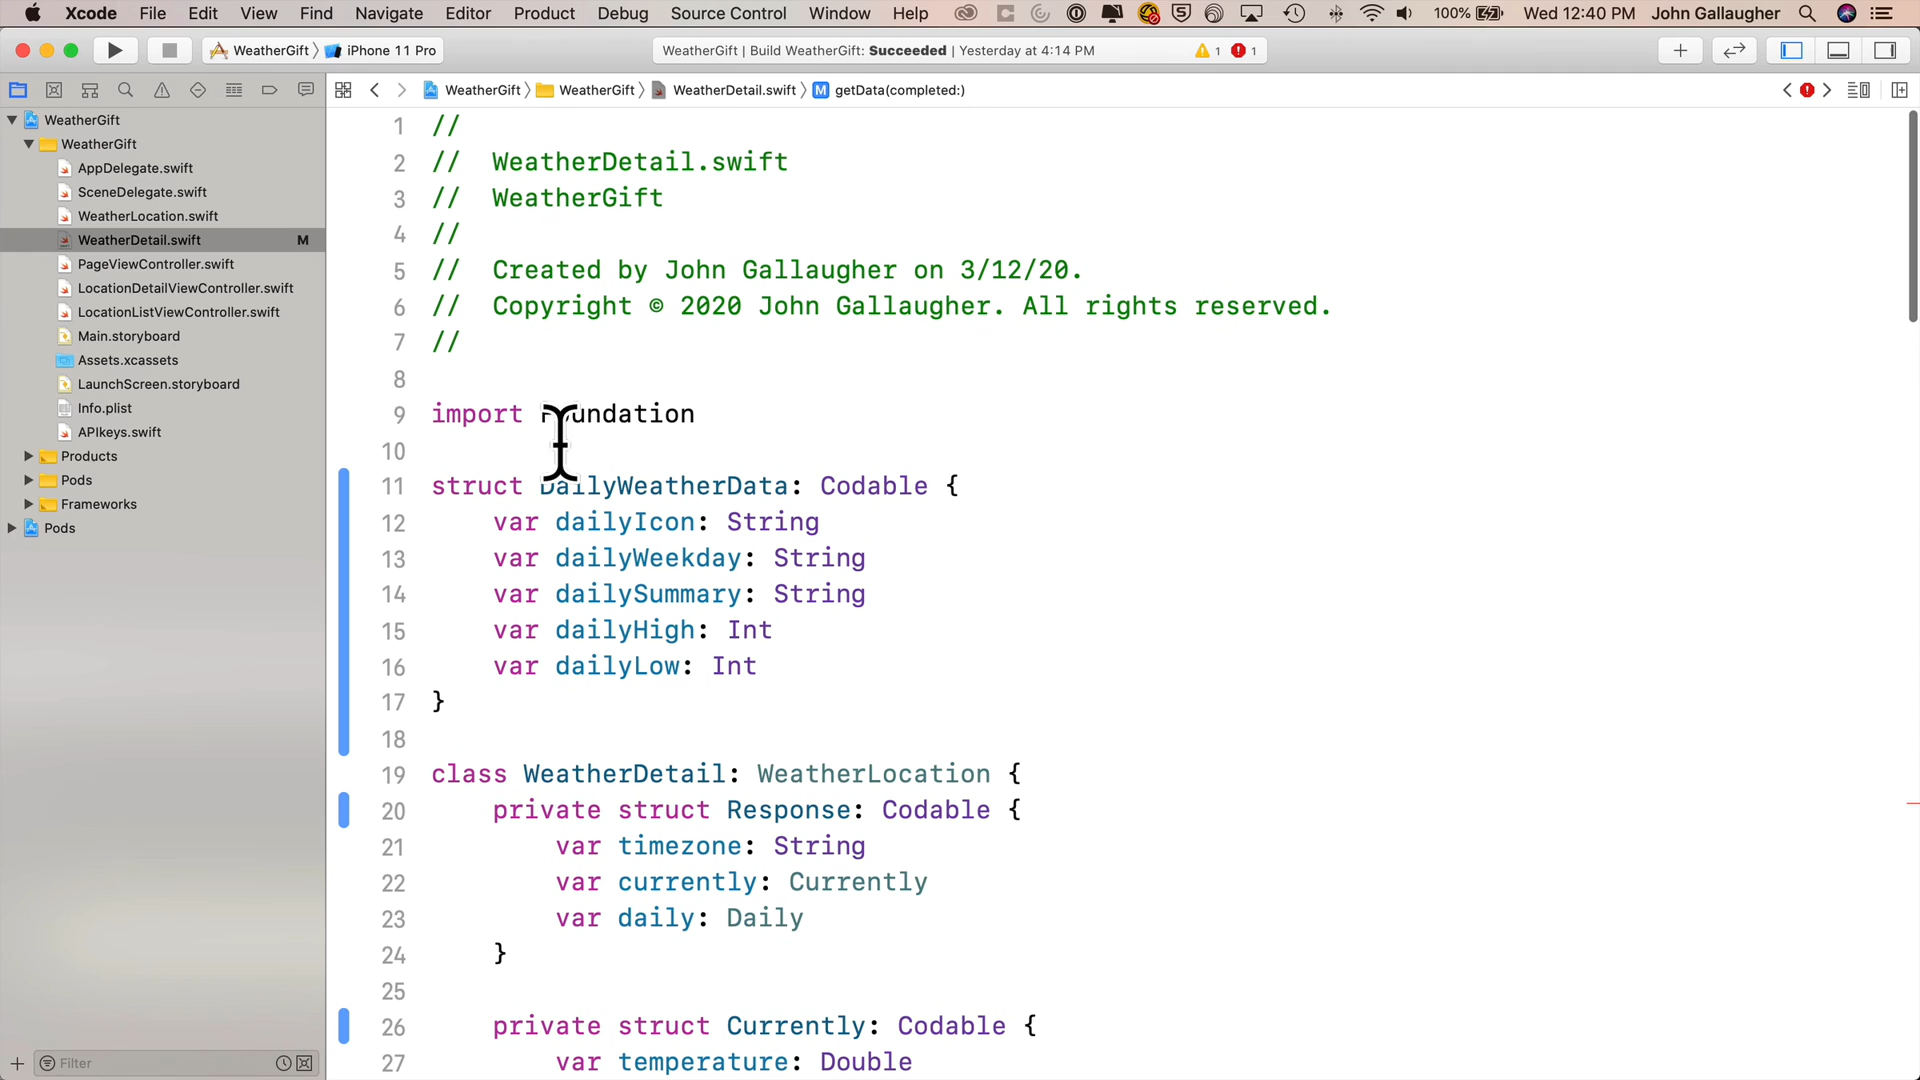 Xcode File Edit View Find Navigate Editor Product Debug Source Control Window Help 100% Wed 12:40 PM John Gallaugher
WeatherGift iPhone 11 Pro WeatherGift | Build WeatherGift: Succeeded | Yesterday at 4:14 PM 1 1
WeatherGift WeatherGift WeatherDetail.swift M getData(completed:)
WeatherGift
WeatherGift
AppDelegate.swift
SceneDelegate.swift
WeatherLocation.swift
WeatherDetail.swift M
PageViewController.swift
LocationDetailViewController.swift
LocationListViewController.swift
Main.storyboard
Assets.xcassets
LaunchScreen.storyboard
Info.plist
APIkeys.swift
Products
Pods
Frameworks
Pods
Filter
1 //
2 // WeatherDetail.swift
3 // WeatherGift
4 //
5 // Created by John Gallaugher on 3/12/20.
6 // Copyright © 2020 John Gallaugher. All rights reserved.
7 //
8
9 import Foundation
10
11 struct DailyWeatherData: Codable {
12 var dailyIcon: String
13 var dailyWeekday: String
14 var dailySummary: String
15 var dailyHigh: Int
16 var dailyLow: Int
17 }
18
19 class WeatherDetail: WeatherLocation {
20 private struct Response: Codable {
21 var timezone: String
22 var currently: Currently
23 var daily: Daily
24 }
25
26 private struct Currently: Codable {
27 var temperature: Double